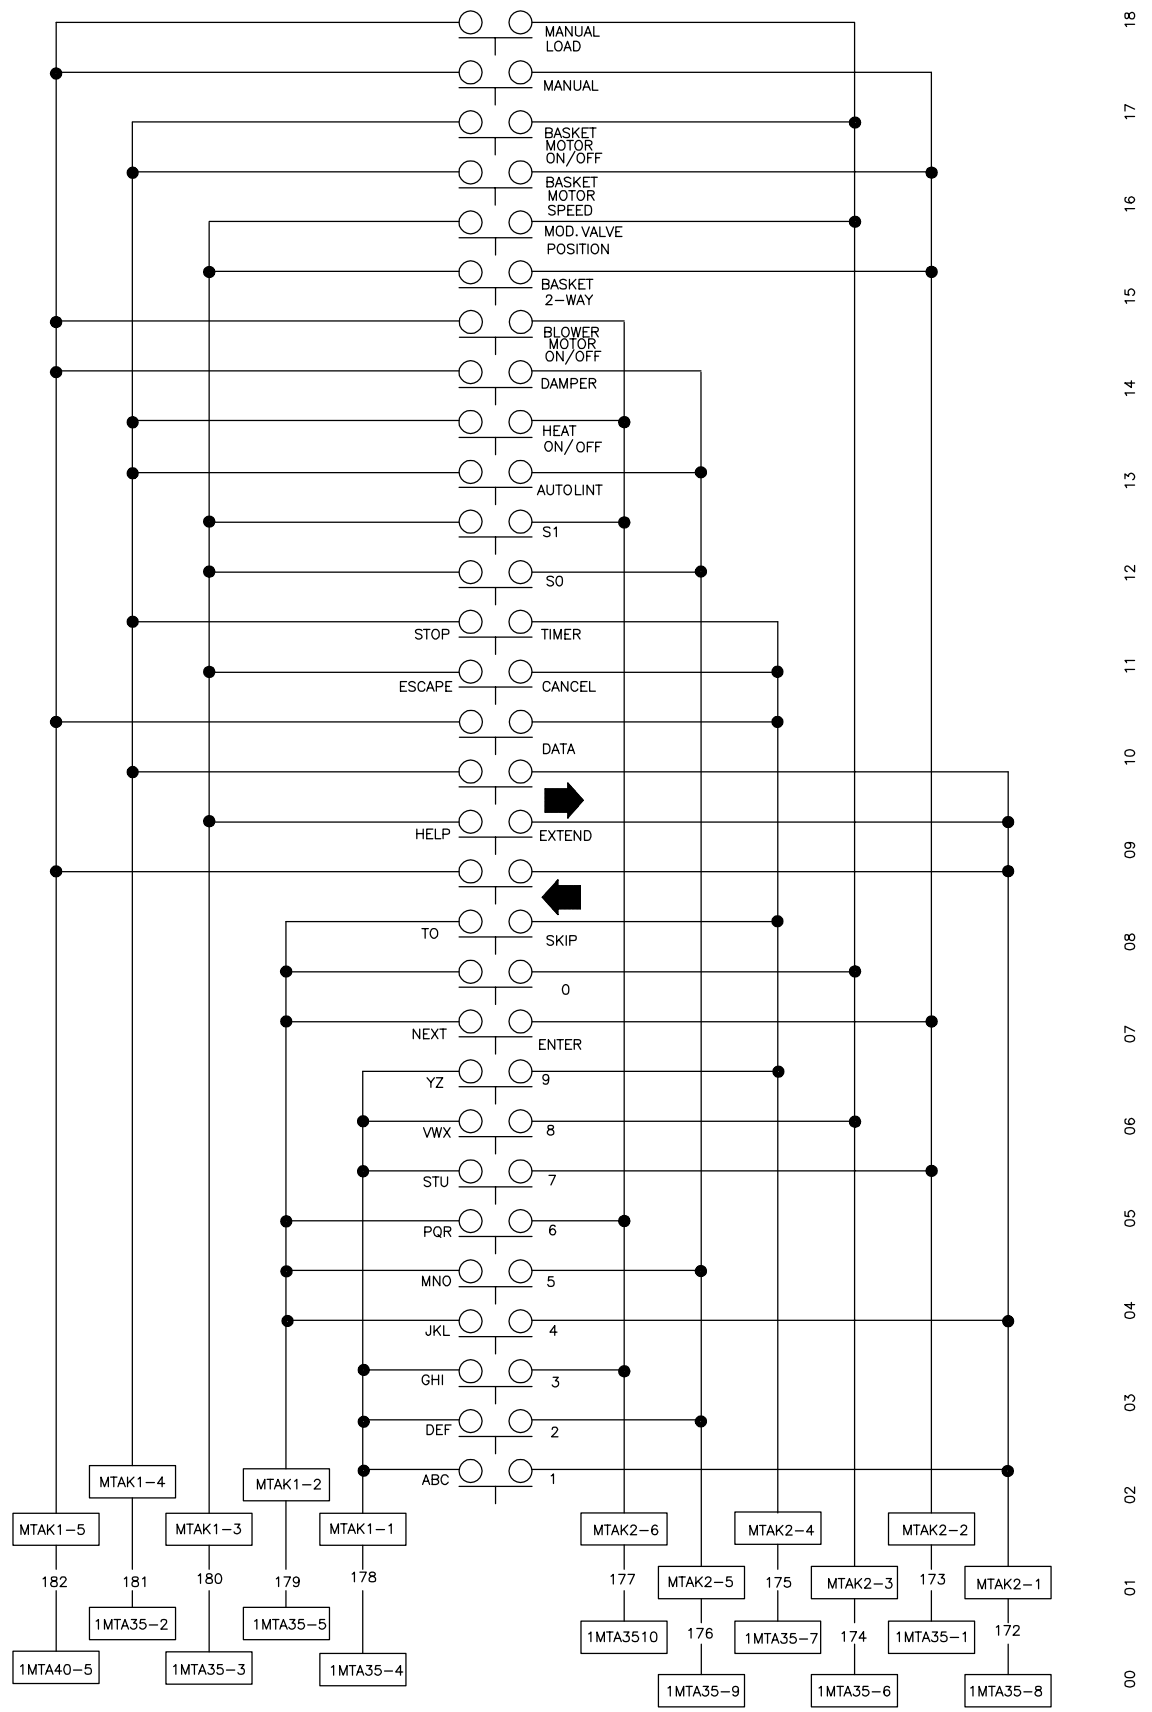 18
MANUAL
LOAD
MANUAL
17
BASKET
MOTOR
ON/OFF
BASKET
MOTOR
SPEED
16
MOD. VALVE
POSITION
BASKET
2-WAY
15
BLOWER
MOTOR
ON/OFF
DAMPER
14
HEAT
ON/OFF
13
AUTOLINT
S1
12
S0
STOP TIMER
11
ESCAPE CANCEL
DATA
10
HELP EXTEND
09
TO SKIP
08
0
07
NEXT ENTER
YZ 9
06
VWX 8
STU 7
05
PQR 6
MNO 5
04
JKL 4
GHI 3
03
DEF 2
ABC 1
02
MTAK1-4 MTAK1-2
MTAK1-5 MTAK1-3 MTAK1-1 MTAK2-6 MTAK2-4 MTAK2-2
MTAK2-5 MTAK2-3 MTAK2-1
182 181 180 179 178 177 175 173
01
1MTA35-2 1MTA35-5 1MTA3510 1MTA35-7 1MTA35-1
176 174 172
1MTA40-5 1MTA35-3 1MTA35-4
1MTA35-9 1MTA35-6 1MTA35-8
00